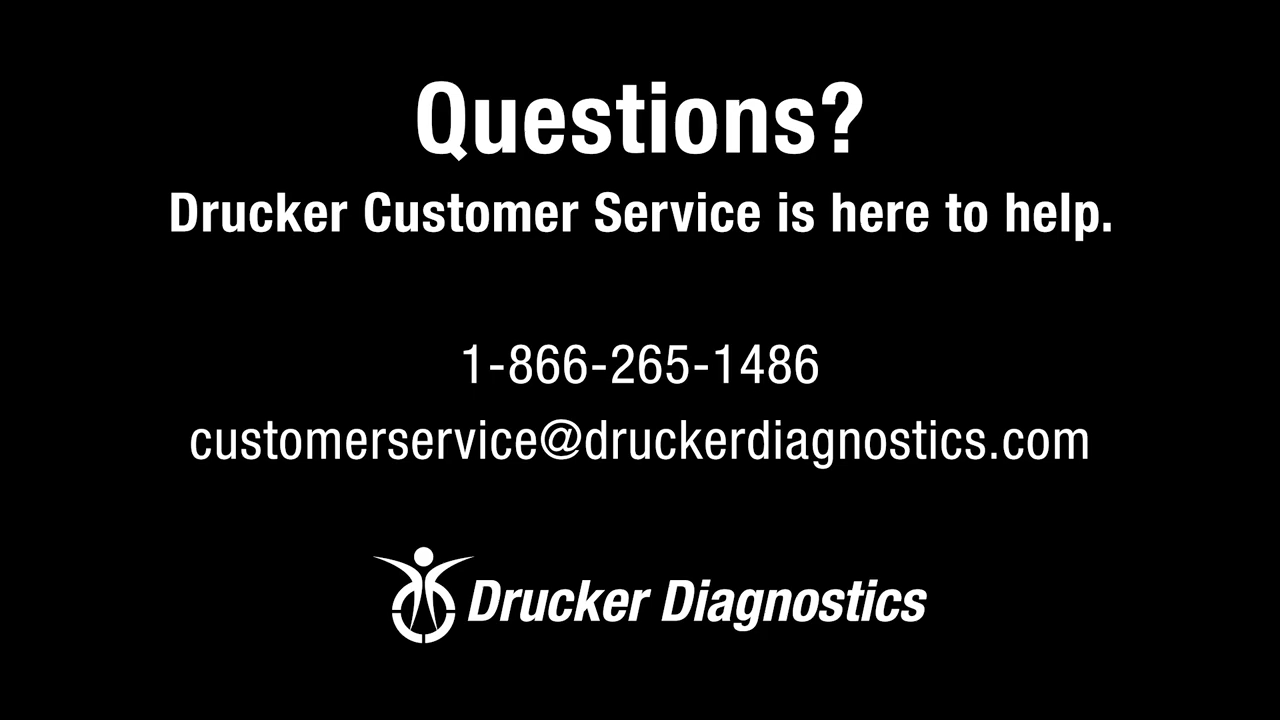 Questions?
Drucker Customer Service is here to help.
1-866-265-1486
customerservice@druckerdiagnostics.com
Drucker Diagnostics